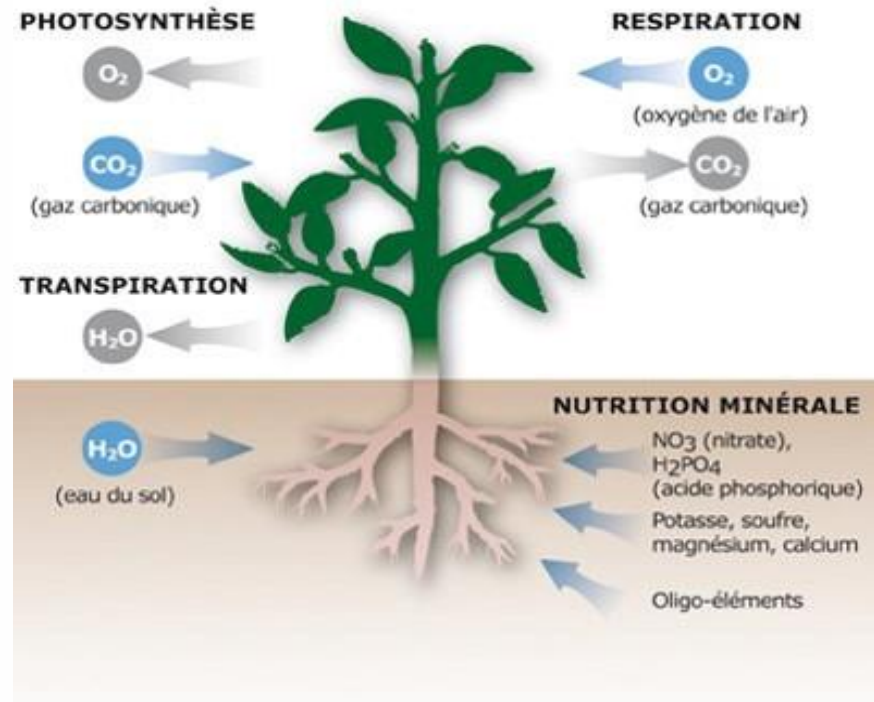 PHOTOSYNTHÈSE
O₂
CO₂
(gaz carbonique)
TRANSPIRATION
H₂O
H₂O
(eau du sol)
RESPIRATION
O₂
(oxygène de l'air)
CO₂
(gaz carbonique)
NUTRITION MINÉRALE
NO3 (nitrate),
H2PO4
(acide phosphorique)
Potasse, soufre,
magnésium, calcium
Oligo-éléments